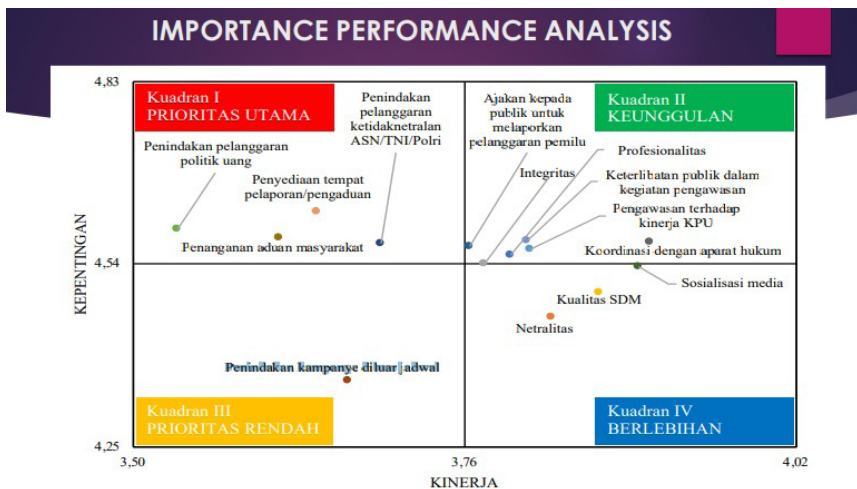 IMPORTANCE PERFORMANCE ANALYSIS
4,83
Kuadran I
PRIORITAS UTAMA
Penindakan
pelanggaran
ketidaknetralan
ASN/TNI/Polri
Ajakan kepada
publik untuk
melaporkan
pelanggaran pemilu
Kuadran II
KEUNGGULAN
Penindakan pelanggaran
politik uang
Penyediaan tempat
pelaporan/pengaduan
Integritas
Profesionalitas
Keterlibatan publik dalam
kegiatan pengawasan
Pengawasan terhadap
kinerja KPU
Penanganan aduan masyarakat
Koordinasi dengan aparat hukum
KEPENTINGAN
4,54
Sosialisasi media
Kualitas SDM
Netralitas
Penindakan kampanye diluar jadwal
Kuadran III
PRIORITAS RENDAH
Kuadran IV
BERLEBIHAN
4,25
3,50
3,76
4,02
KINERJA